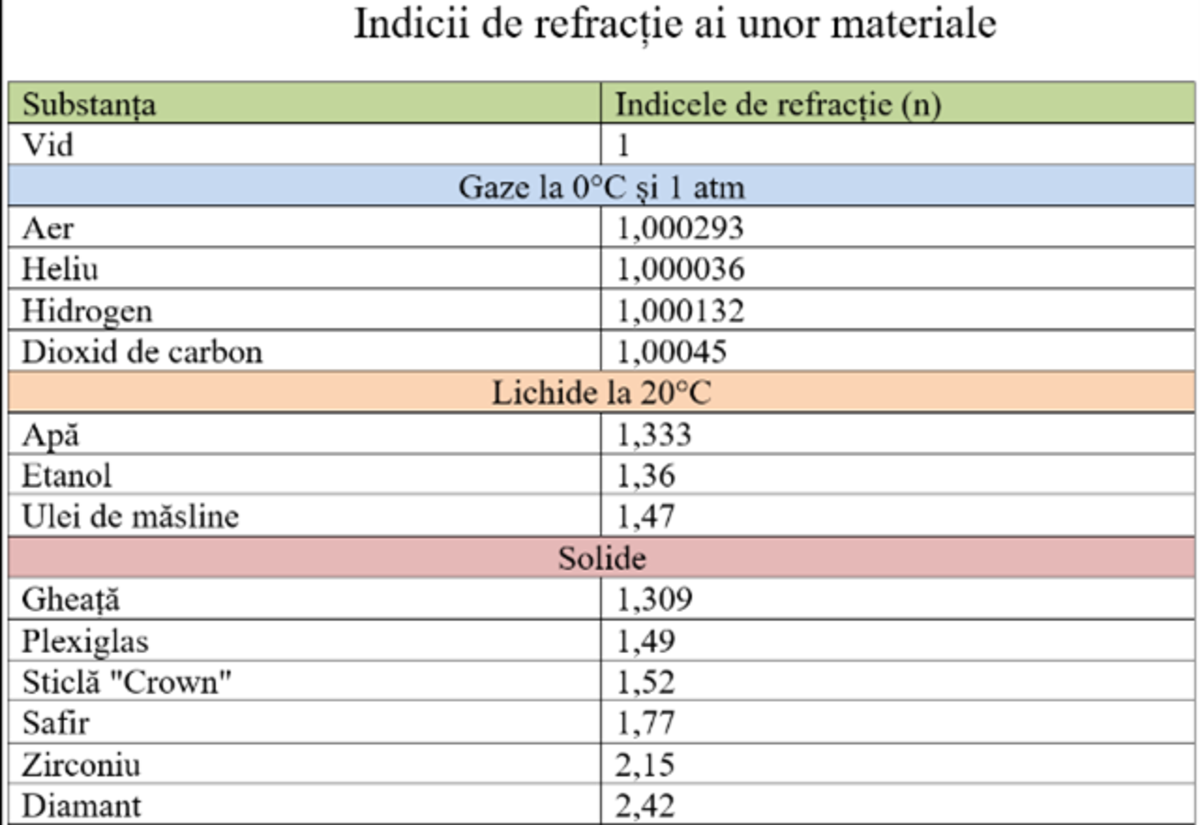 Indicii de refracție ai unor materiale
Substanța Indicele de refracție (n)
Vid 1
Gaze la 0°C și 1 atm
Aer 1,000293
Heliu 1,000036
Hidrogen 1,000132
Dioxid de carbon 1,00045
Lichide la 20°C
Apă 1,333
Etanol 1,36
Ulei de măsline 1,47
Solide
Gheață 1,309
Plexiglas 1,49
Sticlă "Crown" 1,52
Safir 1,77
Zirconiu 2,15
Diamant 2,42